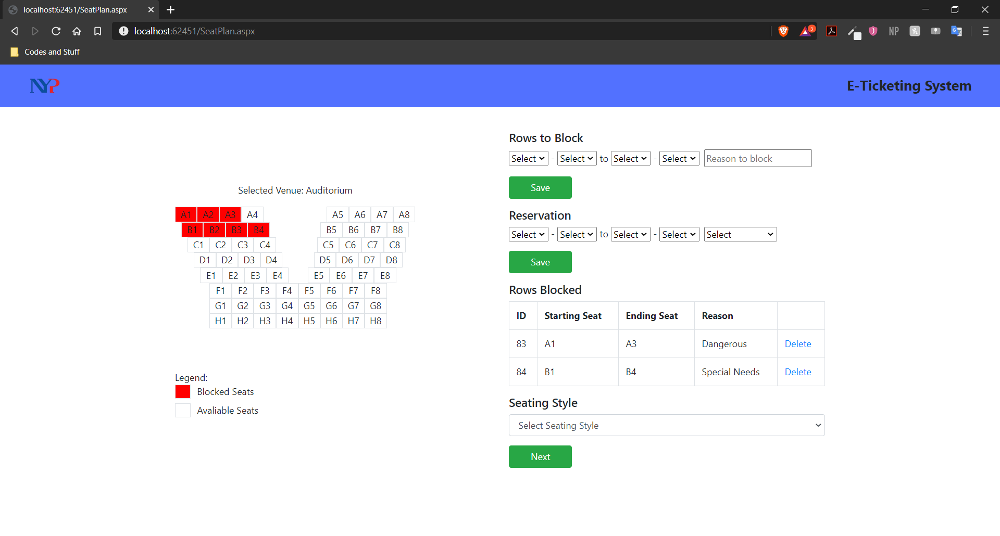 localhost:62451/SeatPlan.aspx
localhost:62451/SeatPlan.aspx
3
NP
Codes and Stuff
NYP
E-Ticketing System
Selected Venue: Auditorium
A1 A2 A3 A4 A5 A6 A7 A8
B1 B2 B3 B4 B5 B6 B7 B8
C1 C2 C3 C4 C5 C6 C7 C8
D1 D2 D3 D4 D5 D6 D7 D8
E1 E2 E3 E4 E5 E6 E7 E8
F1 F2 F3 F4 F5 F6 F7 F8
G1 G2 G3 G4 G5 G6 G7 G8
H1 H2 H3 H4 H5 H6 H7 H8
Legend:
Blocked Seats
Avaliable Seats
Rows to Block
Select - Select to Select - Select Reason to block
Save
Reservation
Select - Select to Select - Select Select
Save
Rows Blocked
ID Starting Seat Ending Seat Reason
83 A1 A3 Dangerous Delete
84 B1 B4 Special Needs Delete
Seating Style
Select Seating Style
Next